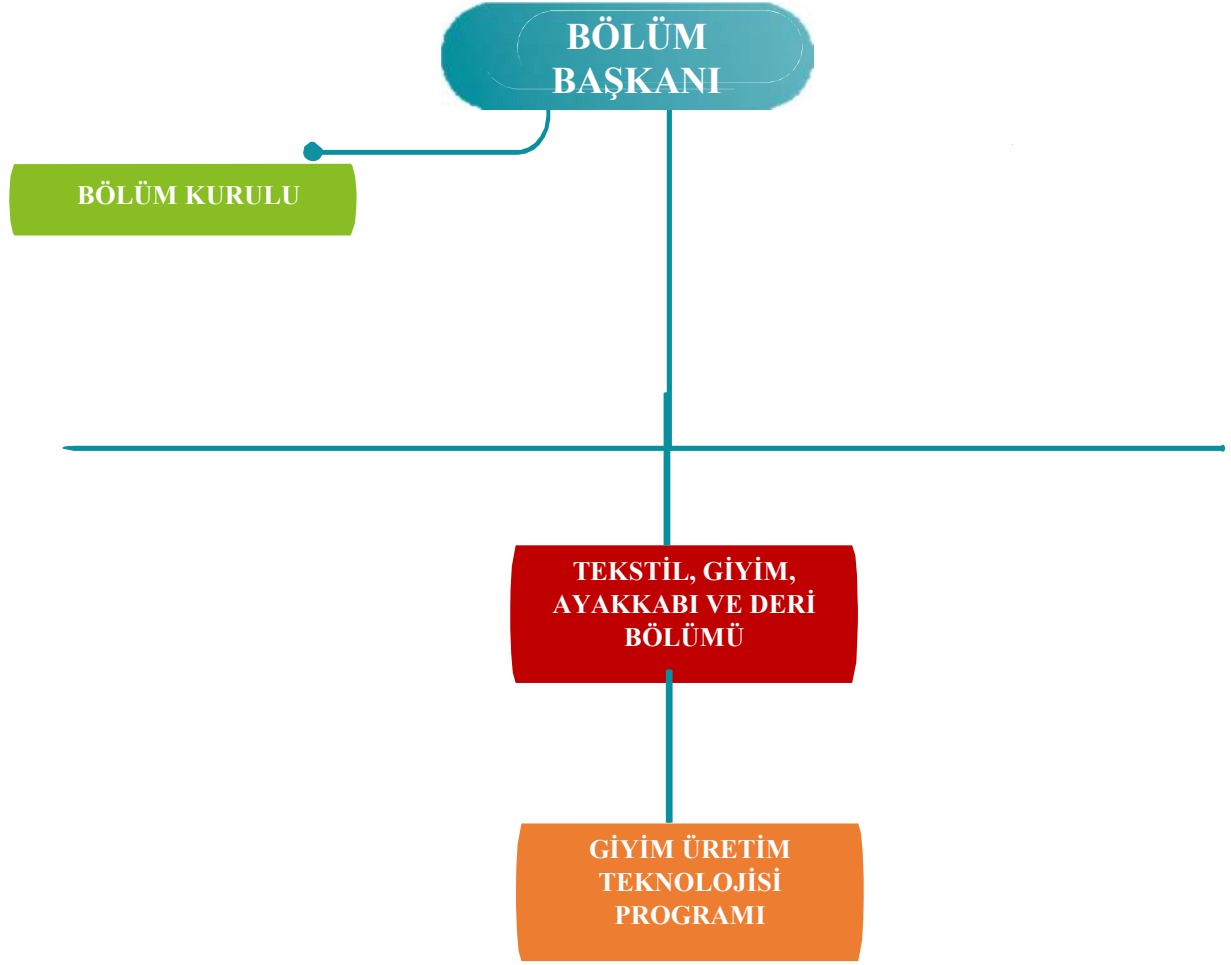 BÖLÜM
BAŞKANI
BÖLÜM KURULU
TEKSTİL, GİYİM,
AYAKKABI VE DERİ
BÖLÜMÜ
GİYİM ÜRETİM
TEKNOLOJİSİ
PROGRAMI